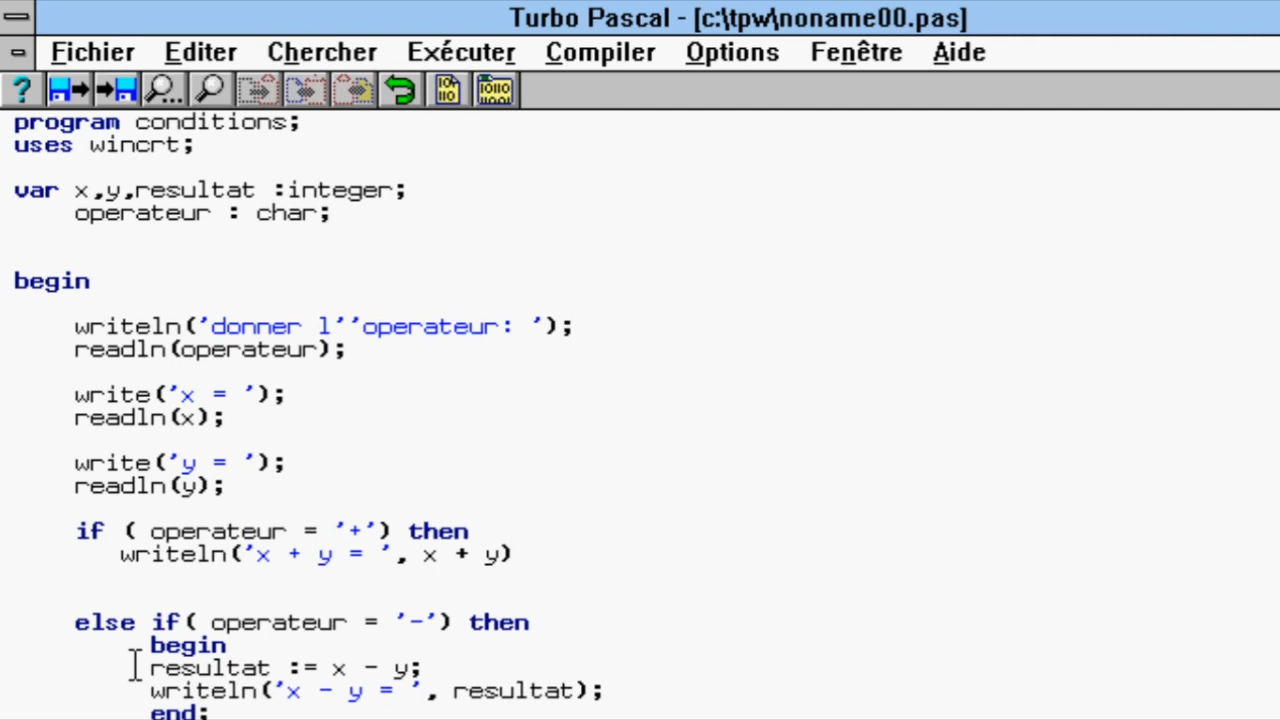 Turbo Pascal - [c:\tpw\noname00.pas]
Fichier Editer Chercher Exécuter Compiler Options Fenêtre Aide
program conditions;
uses wincrt;
var x,y,resultat :integer;
operateur : char;
begin
writeln('donner l''operateur: ');
readln(operateur);
write('x = ');
readln(x);
write('y = ');
readln(y);
if ( operateur = '+') then
writeln('x + y = ', x + y)
else if( operateur = '-') then
begin
resultat := x - y;
writeln('x - y = ', resultat);
end;